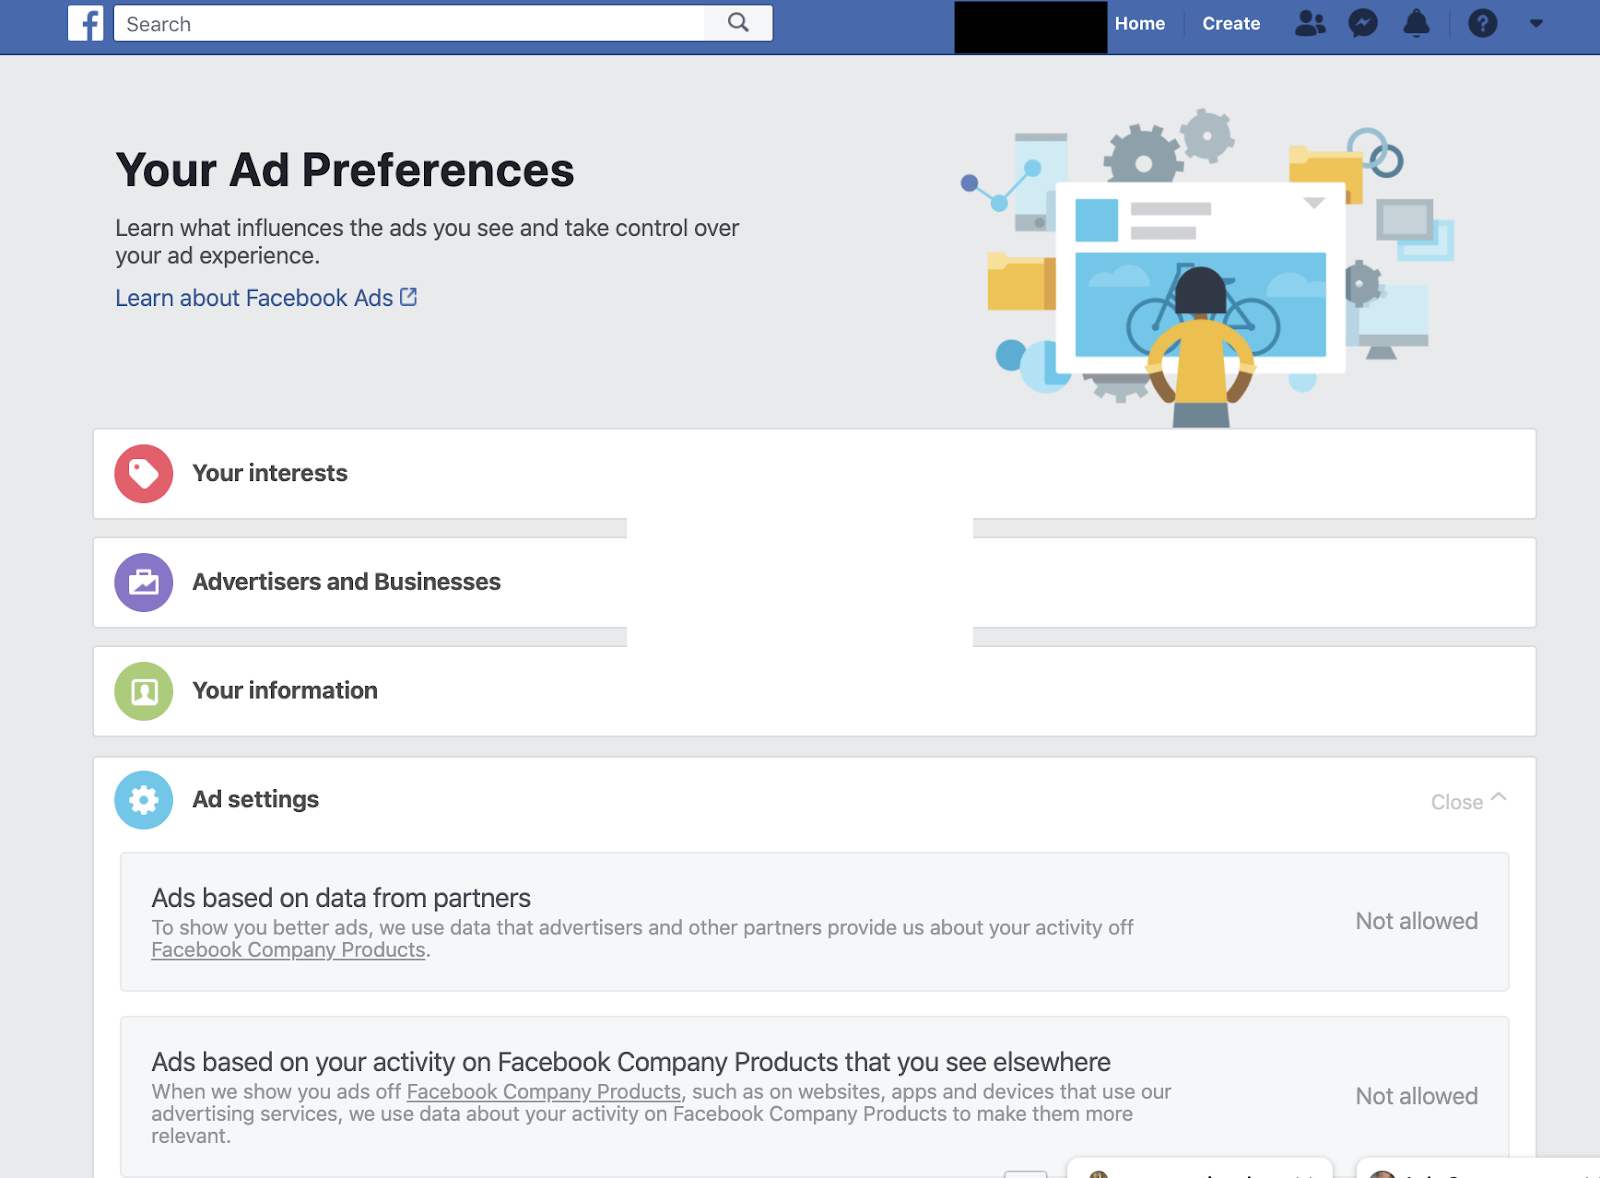 Search
Home
Create
Your Ad Preferences
Learn what influences the ads you see and take control over
your ad experience.
Learn about Facebook Ads
Your interests
Advertisers and Businesses
Your information
Ad settings
Close
Ads based on data from partners
To show you better ads, we use data that advertisers and other partners provide us about your activity off
Facebook Company Products.
Not allowed
Ads based on your activity on Facebook Company Products that you see elsewhere
When we show you ads off Facebook Company Products, such as on websites, apps and devices that use our
advertising services, we use data about your activity on Facebook Company Products to make them more
relevant.
Not allowed